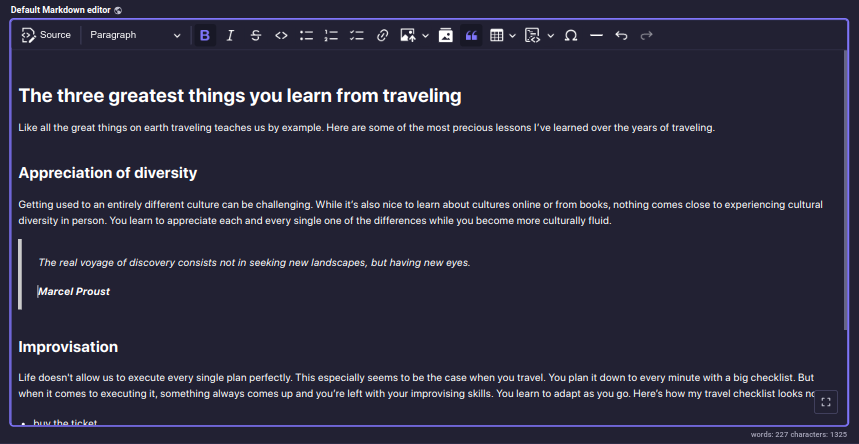 Default Markdown editor
Source
Paragraph
B I S
Ω
The three greatest things you learn from traveling
Like all the great things on earth traveling teaches us by example. Here are some of the most precious lessons I've learned over the years of traveling.
Appreciation of diversity
Getting used to an entirely different culture can be challenging. While it's also nice to learn about cultures online or from books, nothing comes close to experiencing cultural
diversity in person. You learn to appreciate each and every single one of the differences while you become more culturally fluid.
The real voyage of discovery consists not in seeking new landscapes, but having new eyes.
Marcel Proust
Improvisation
Life doesn't allow us to execute every single plan perfectly. This especially seems to be the case when you travel. You plan it down to every minute with a big checklist. But
when it comes to executing it, something always comes up and you're left with your improvising skills. You learn to adapt as you go. Here's how my travel checklist looks
buy the ticket
words: 227 characters: 1325